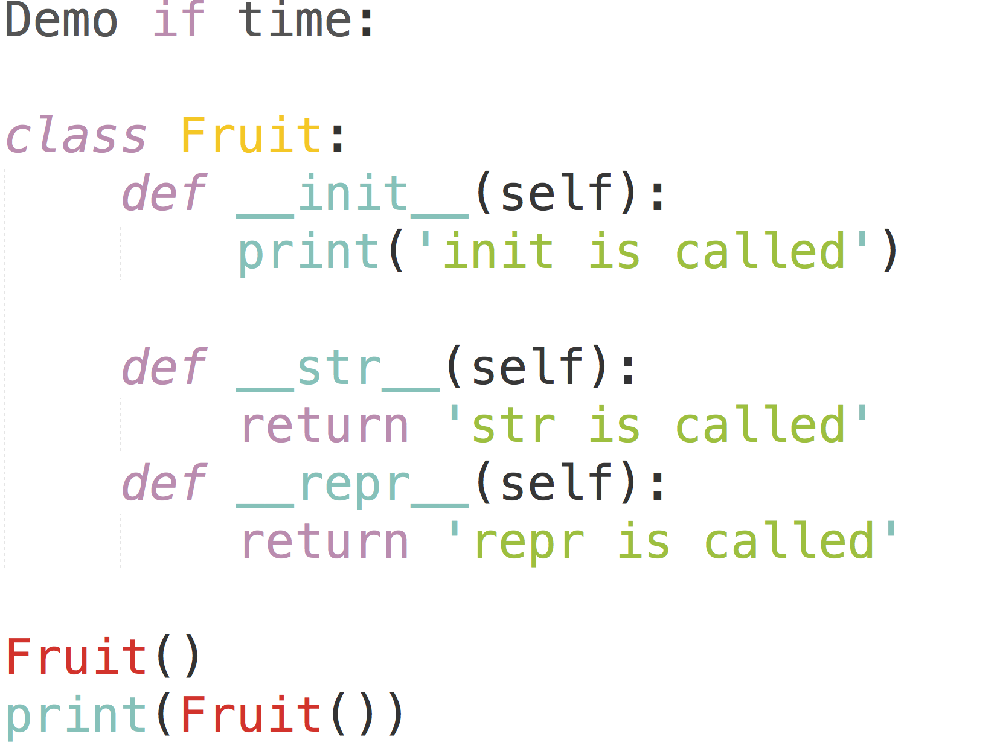 Demo if time:

class Fruit:
    def __init__(self):
        print('init is called')

    def __str__(self):
        return 'str is called'
    def __repr__(self):
        return 'repr is called'

Fruit()
print(Fruit())